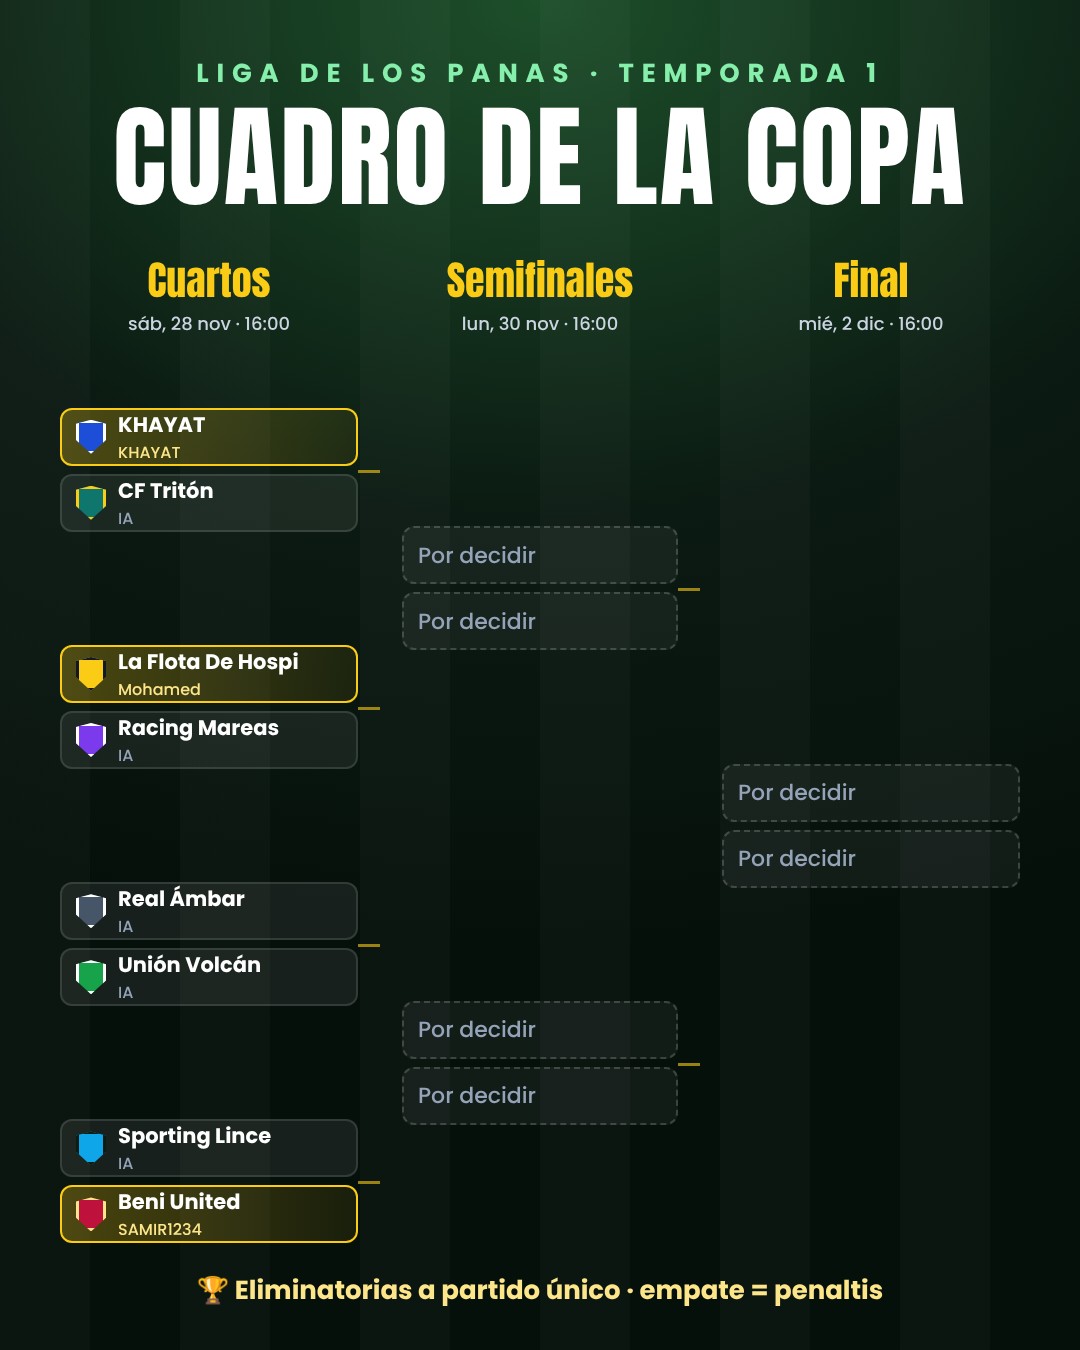 LIGA DE LOS PANAS · TEMPORADA 1
CUADRO DE LA COPA
Cuartos
sáb, 28 nov · 16:00
Semifinales
lun, 30 nov · 16:00
Final
mié, 2 dic · 16:00
KHAYAT
KHAYAT
CF Tritón
IA
La Flota De Hospi
Mohamed
Racing Mareas
IA
Real Ámbar
IA
Unión Volcán
IA
Sporting Lince
IA
Beni United
SAMIR1234
Por decidir
Por decidir
Por decidir
Por decidir
Por decidir
Por decidir
🏆 Eliminatorias a partido único · empate = penaltis